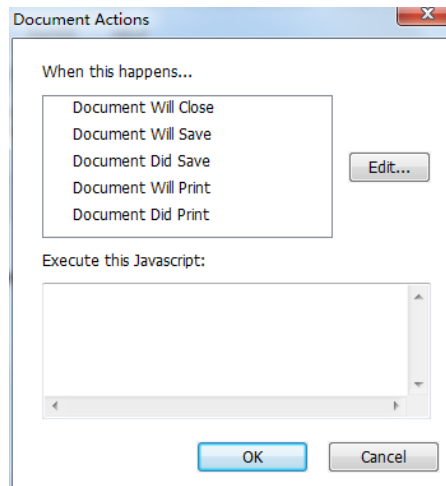 Document Actions
When this happens...
Document Will Close
Document Will Save
Document Did Save
Document Will Print
Document Did Print
Edit...
Execute this Javascript:
OK
Cancel